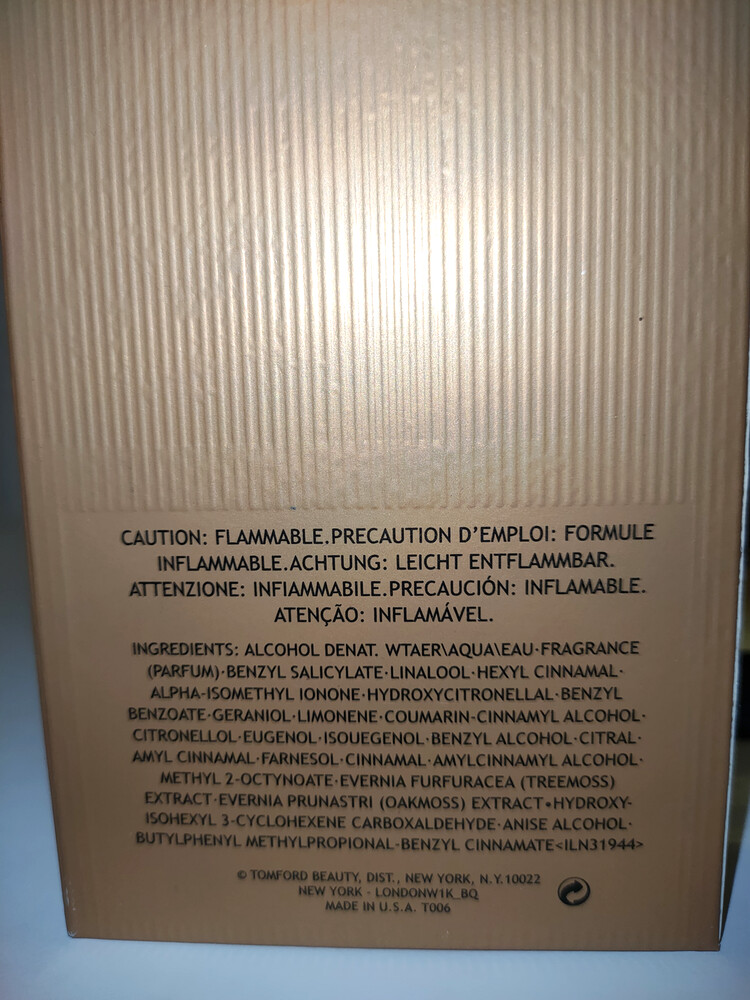 CAUTION: FLAMMABLE.PRECAUTION D'EMPLOI: FORMULE
INFLAMMABLE.ACHTUNG: LEICHT ENTFLAMMBAR.
ATTENZIONE: INFIAMMABILE.PRECAUCIÓN: INFLAMABLE.
ATENÇÃO: INFLAMÁVEL.
INGREDIENTS: ALCOHOL DENAT. WTAER\AQUA\EAU·FRAGRANCE
(PARFUM)·BENZYL SALICYLATE·LINALOOL·HEXYL CINNAMAL·
ALPHA-ISOMETHYL IONONE·HYDROXYCITRONELLAL·BENZYL
BENZOATE·GERANIOL·LIMONENE·COUMARIN-CINNAMYL ALCOHOL·
CITRONELLOL·EUGENOL·ISOUEGENOL·BENZYL ALCOHOL·CITRAL·
AMYL CINNAMAL·FARNESOL·CINNAMAL·AMYLCINNAMYL ALCOHOL·
METHYL 2-OCTYNOATE·EVERNIA FURFURACEA (TREEMOSS)
EXTRACT·EVERNIA PRUNASTRI (OAKMOSS) EXTRACT•HYDROXY-
ISOHEXYL 3-CYCLOHEXENE CARBOXALDEHYDE·ANISE ALCOHOL·
BUTYLPHENYL METHYLPROPIONAL-BENZYL CINNAMATE<ILN31944>
© TOMFORD BEAUTY, DIST., NEW YORK, N.Y.10022
NEW YORK - LONDONW1K_BQ
MADE IN U.S.A. T006